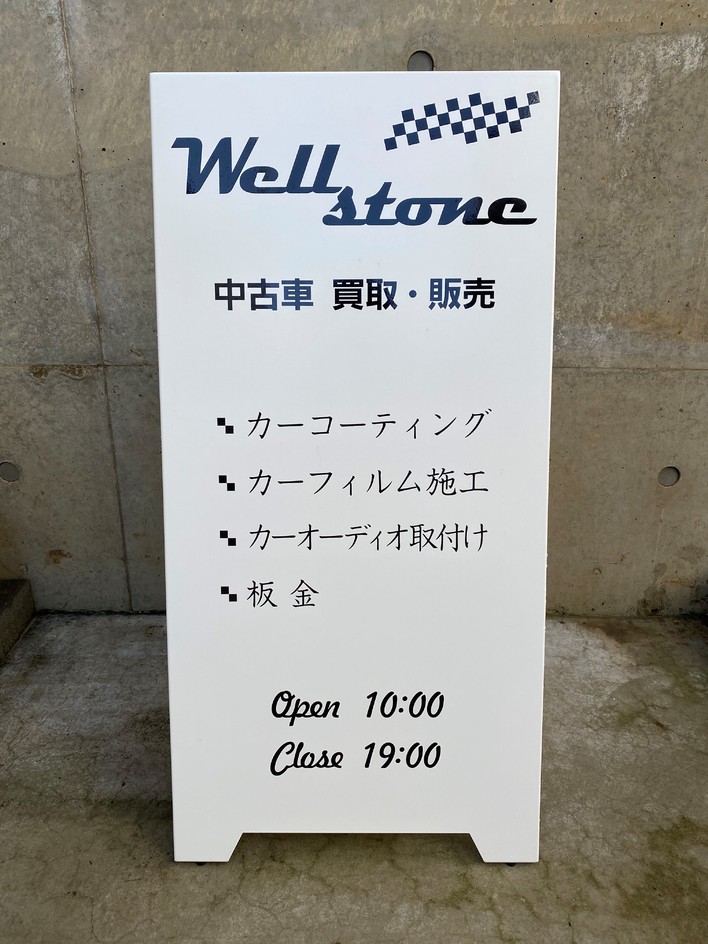 Well
stone
中古車 買取・販売
カーコーティング
カーフィルム施工
カーオーディオ取付け
板金
Open 10:00
Close 19:00